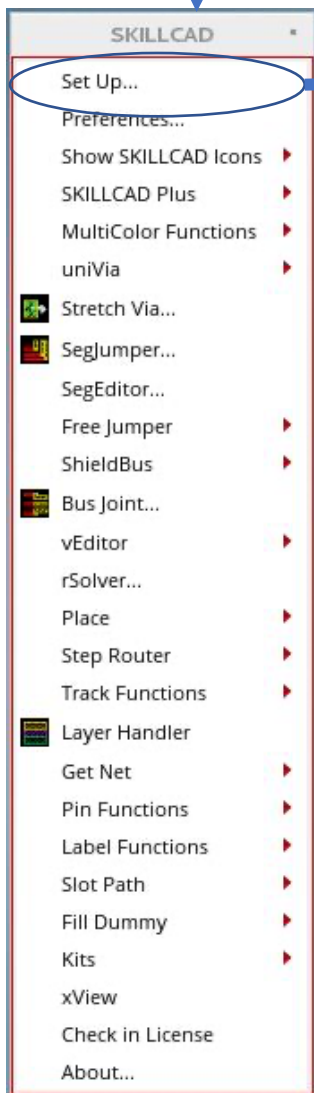 SKILLCAD
Set Up...
Preferences...
Show SKILLCAD Icons
SKILLCAD Plus
MultiColor Functions
uniVia
Stretch Via...
SegJumper...
SegEditor...
Free Jumper
ShieldBus
Bus Joint...
vEditor
rSolver...
Place
Step Router
Track Functions
Layer Handler
Get Net
Pin Functions
Label Functions
Slot Path
Fill Dummy
Kits
xView
Check in License
About...